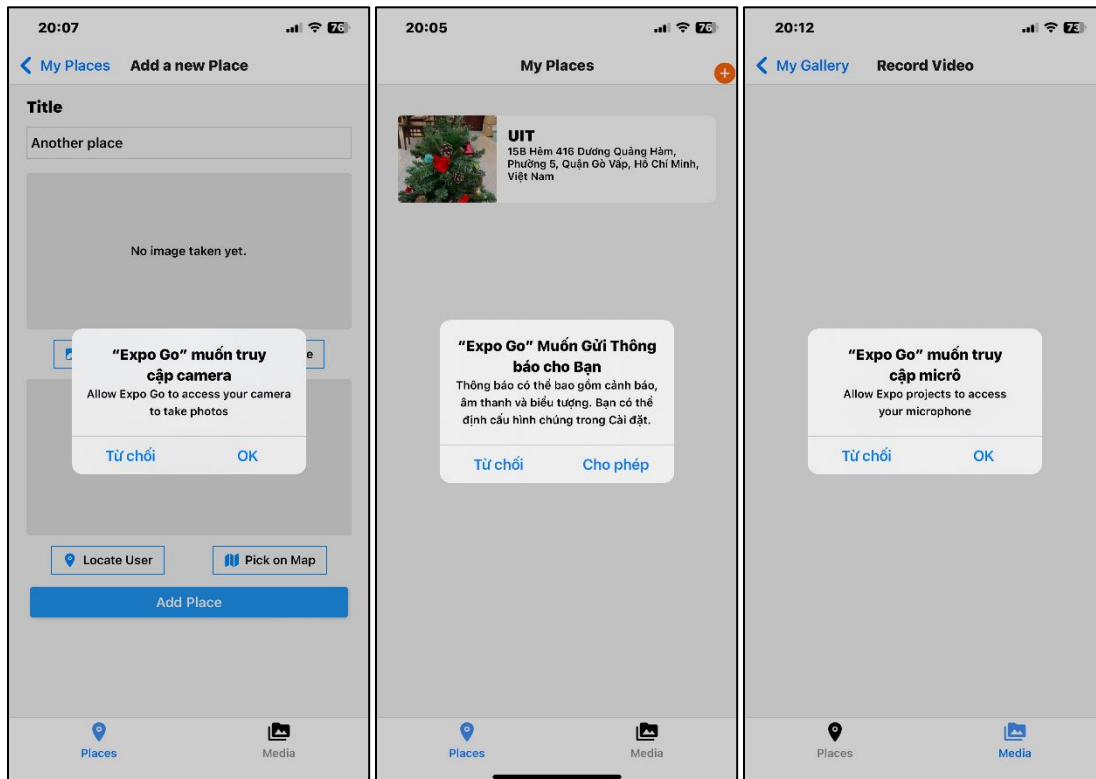 20:07
76
My Places
Add a new Place
Title
Another place
No image taken yet.
e
“Expo Go” muốn truy
cập camera
Allow Expo Go to access your camera
to take photos
Từ chối
OK
Locate User
Pick on Map
Add Place
Places
Media
20:05
76
My Places
+
UIT
15B Hẻm 416 Dương Quảng Hàm,
Phường 5, Quận Gò Vấp, Hồ Chí Minh,
Việt Nam
“Expo Go” Muốn Gửi Thông
báo cho Bạn
Thông báo có thể bao gồm cảnh báo,
âm thanh và biểu tượng. Bạn có thể
định cấu hình chúng trong Cài đặt.
Từ chối
Cho phép
Places
Media
20:12
73
My Gallery
Record Video
“Expo Go” muốn truy
cập micrô
Allow Expo projects to access
your microphone
Từ chối
OK
Places
Media